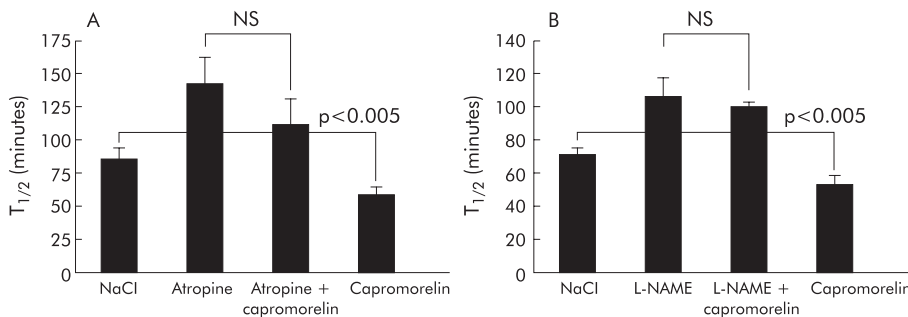 A
NS
175
150
125
100
75
50
25
0
T1/2 (minutes)
p<0.005
NaCl
Atropine
Atropine +
capromorelin
Capromorelin
B
NS
140
120
100
80
60
40
20
0
T1/2 (minutes)
p<0.005
NaCl
L-NAME
L-NAME +
capromorelin
Capromorelin